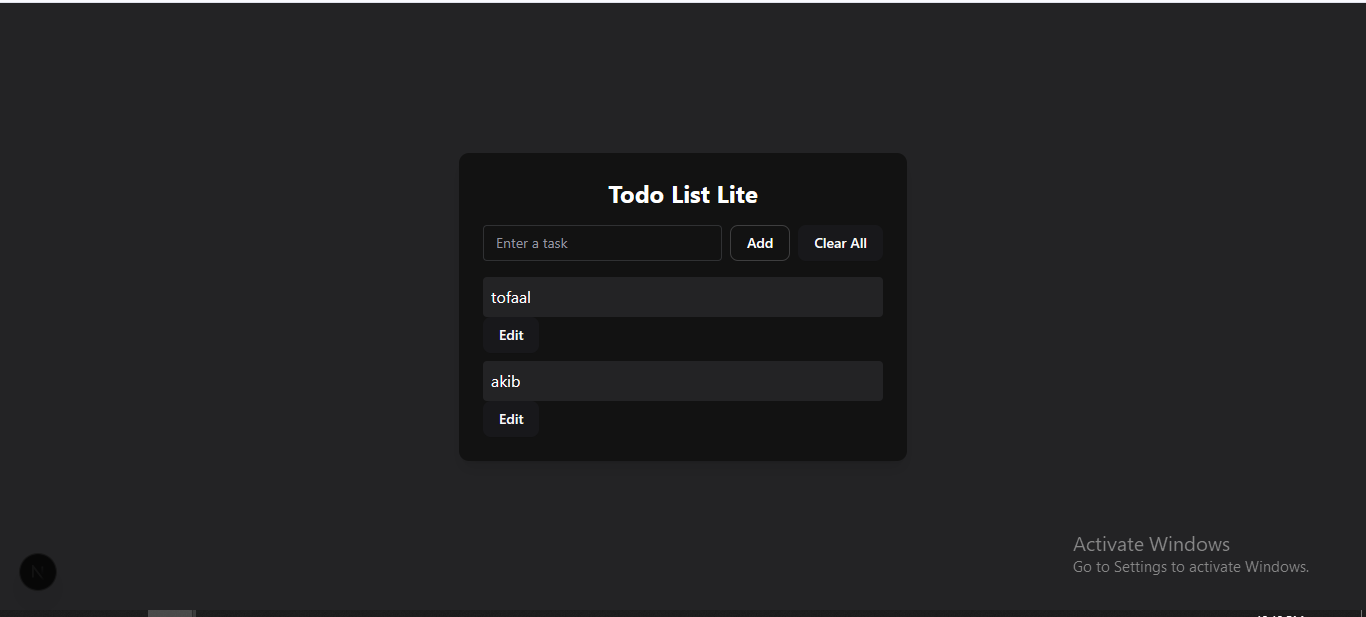 Todo List Lite
Enter a task
Add
Clear All
tofaal
Edit
akib
Edit
N
Activate Windows
Go to Settings to activate Windows.